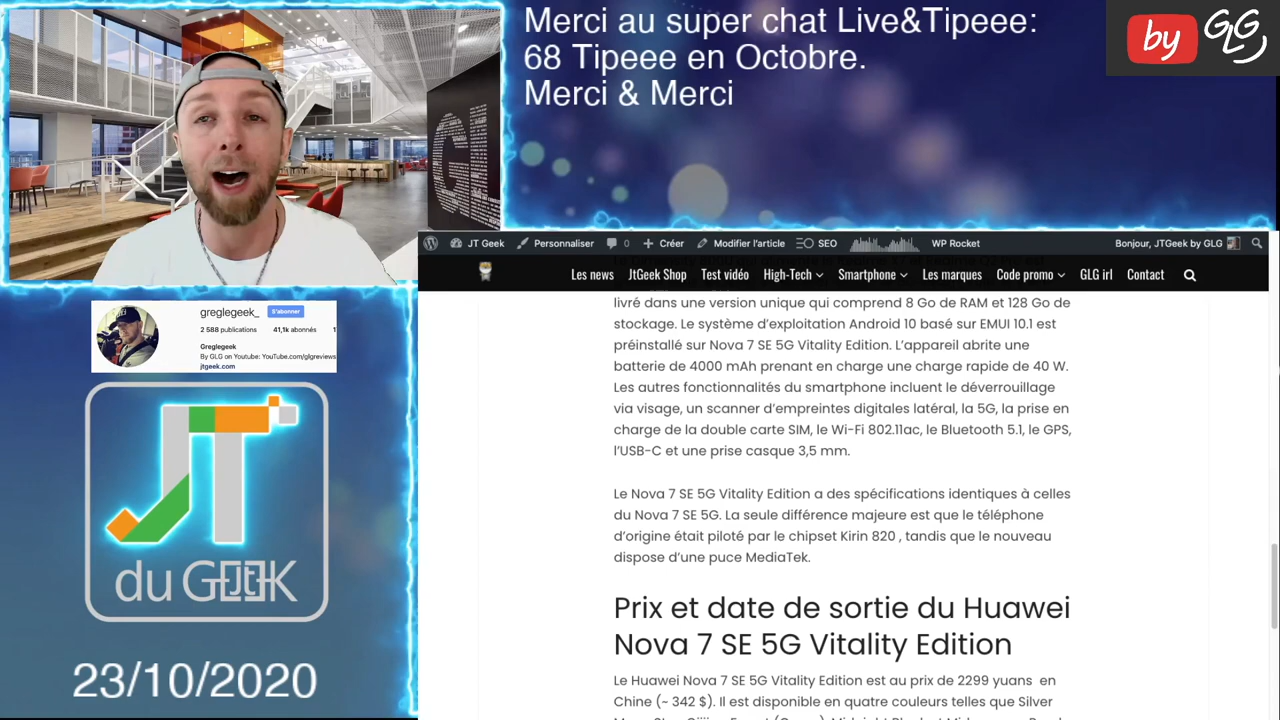 Merci au super chat Live&Tipeee:
68 Tipeee en Octobre.
Merci & Merci
by GLG
JT Geek Personnaliser 0 Créer Modifier l'article SEO WP Rocket Bonjour, JTGeek by GLG
Les news JtGeek Shop Test vidéo High-Tech Smartphone Les marques Code promo GLG irl Contact
livré dans une version unique qui comprend 8 Go de RAM et 128 Go de
stockage. Le système d'exploitation Android 10 basé sur EMUI 10.1 est
préinstallé sur Nova 7 SE 5G Vitality Edition. L'appareil abrite une
batterie de 4000 mAh prenant en charge une charge rapide de 40 W.
Les autres fonctionnalités du smartphone incluent le déverrouillage
via visage, un scanner d'empreintes digitales latéral, la 5G, la prise en
charge de la double carte SIM, le Wi-Fi 802.11ac, le Bluetooth 5.1, le GPS,
l'USB-C et une prise casque 3,5 mm.
Le Nova 7 SE 5G Vitality Edition a des spécifications identiques à celles
du Nova 7 SE 5G. La seule différence majeure est que le téléphone
d'origine était piloté par le chipset Kirin 820 , tandis que le nouveau
dispose d'une puce MediaTek.
Prix et date de sortie du Huawei
Nova 7 SE 5G Vitality Edition
Le Huawei Nova 7 SE 5G Vitality Edition est au prix de 2299 yuans en
Chine (~ 342 $). Il est disponible en quatre couleurs telles que Silver
greglegeek_ S'abonner
2 588 publications 41,1k abonnés 1
Greglegeek
By GLG on Youtube: YouTube.com/glgreviews
jtgeek.com
JT
du GEEK
23/10/2020